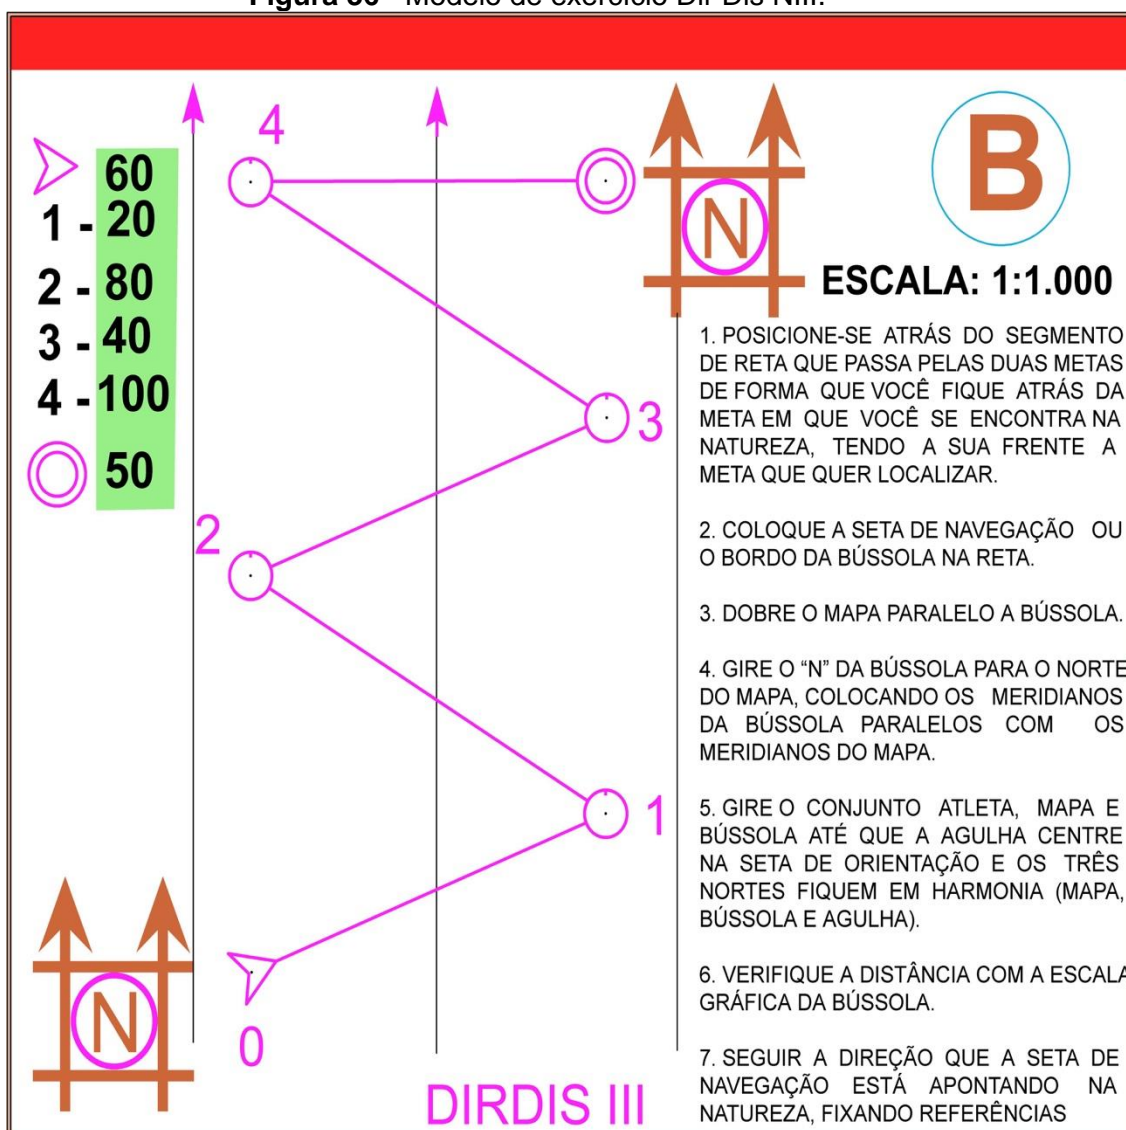 Figura 36 - Modelo de exercício Dir Dis NIII.
60
1 - 20
2 - 80
3 - 40
4 - 100
50
4
3
2
1
0
N
N
B
ESCALA: 1:1.000
1. POSICIONE-SE ATRÁS DO SEGMENTO
DE RETA QUE PASSA PELAS DUAS METAS
DE FORMA QUE VOCÊ FIQUE ATRÁS DA
META EM QUE VOCÊ SE ENCONTRA NA
NATUREZA, TENDO A SUA FRENTE A
META QUE QUER LOCALIZAR.
2. COLOQUE A SETA DE NAVEGAÇÃO OU
O BORDO DA BÚSSOLA NA RETA.
3. DOBRE O MAPA PARALELO A BÚSSOLA.
4. GIRE O “N” DA BÚSSOLA PARA O NORTE
DO MAPA, COLOCANDO OS MERIDIANOS
DA BÚSSOLA PARALELOS COM OS
MERIDIANOS DO MAPA.
5. GIRE O CONJUNTO ATLETA, MAPA E
BÚSSOLA ATÉ QUE A AGULHA CENTRE
NA SETA DE ORIENTAÇÃO E OS TRÊS
NORTES FIQUEM EM HARMONIA (MAPA,
BÚSSOLA E AGULHA).
6. VERIFIQUE A DISTÂNCIA COM A ESCALA
GRÁFICA DA BÚSSOLA.
7. SEGUIR A DIREÇÃO QUE A SETA DE
NAVEGAÇÃO ESTÁ APONTANDO NA
NATUREZA, FIXANDO REFERÊNCIAS
DIRDIS III